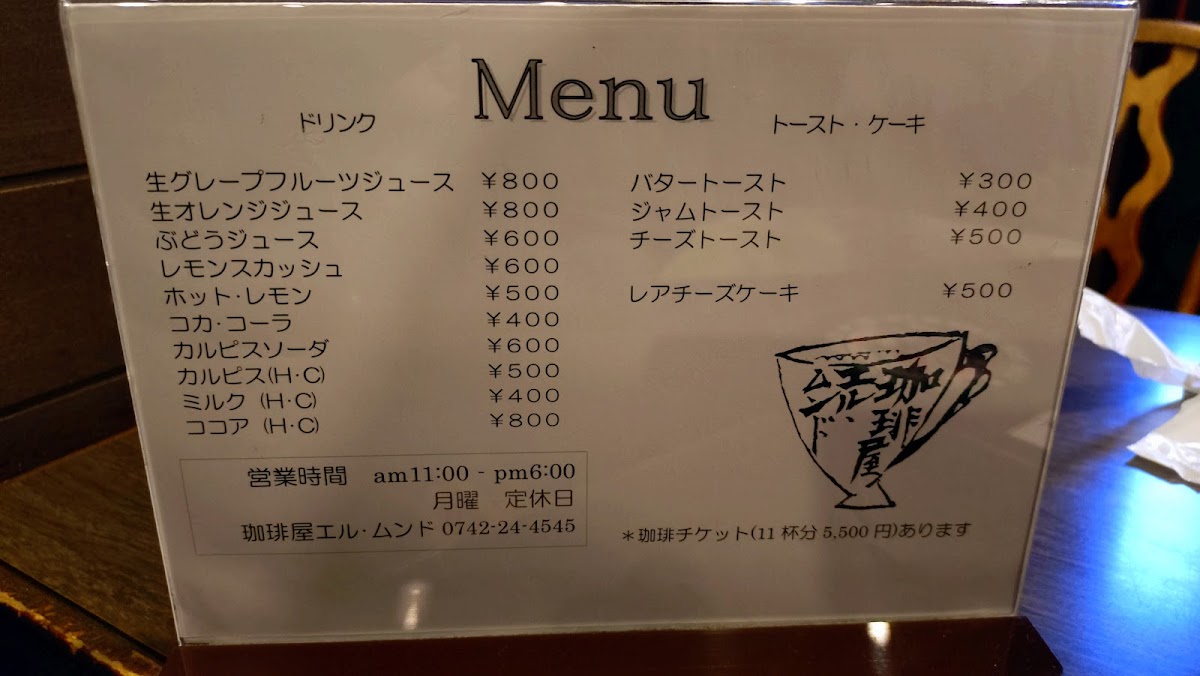 Menu
ドリンク
生グレープフルーツジュース ¥800
生オレンジジュース ¥800
ぶどうジュース ¥600
レモンスカッシュ ¥600
ホット・レモン ¥500
コカ・コーラ ¥400
カルピスソーダ ¥600
カルピス(H・C) ¥500
ミルク (H・C) ¥400
ココア (H・C) ¥800
営業時間 am11:00 - pm6:00
月曜 定休日
珈琲屋エル・ムンド 0742-24-4545
トースト・ケーキ
バタートースト ¥300
ジャムトースト ¥400
チーズトースト ¥500
レアチーズケーキ ¥500
珈琲屋
エル・
ムンド
＊珈琲チケット(11 杯分 5,500 円)あります